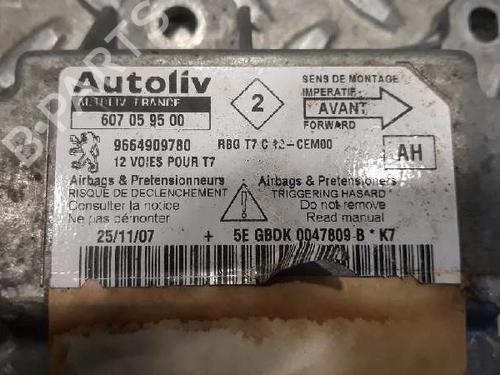 Autoliv
AUTOLIV FRANCE
607 05 95 00
2
SENS DE MONTAGE
IMPERATIF
AVANT
FORWARD
9664909780 RBG T7 C
12 VOIES POUR T7
AH
Airbags & Pretensionneurs
RISQUE DE DECLENCHEMENT
Consulter la notice
Ne pas démonter
Airbags & Pretensioners
TRIGGERING HASARD
Do not remove
Read manual
25/11/07 + 5E GBDK 0047809 B * K7
B-PARTS